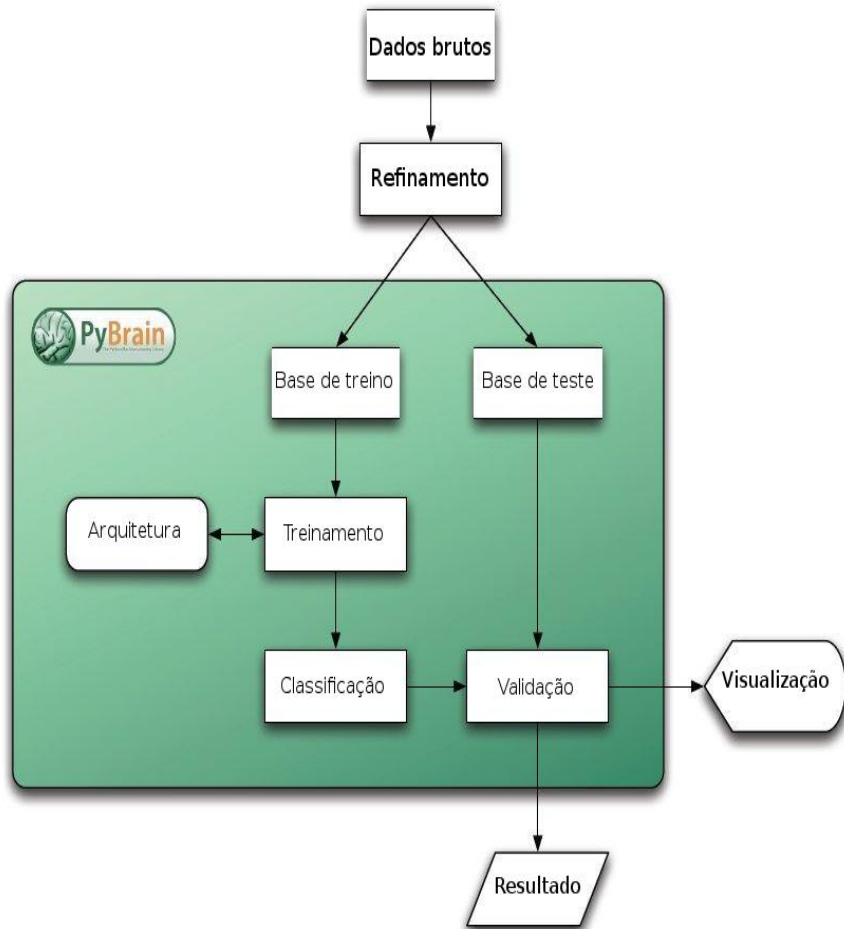 Dados brutos
Refinamento
PyBrain
Base de treino
Base de teste
Arquitetura
Treinamento
Classificação
Validação
Visualização
Resultado